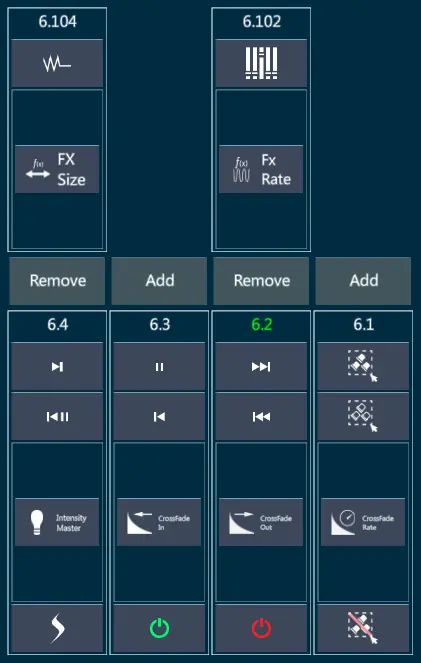 6.104
6.102
f(x) FX
Size
f(x) Fx
Rate
Remove
Add
Remove
Add
6.4
6.3
6.2
6.1
Intensity
Master
CrossFade
In
CrossFade
Out
CrossFade
Rate